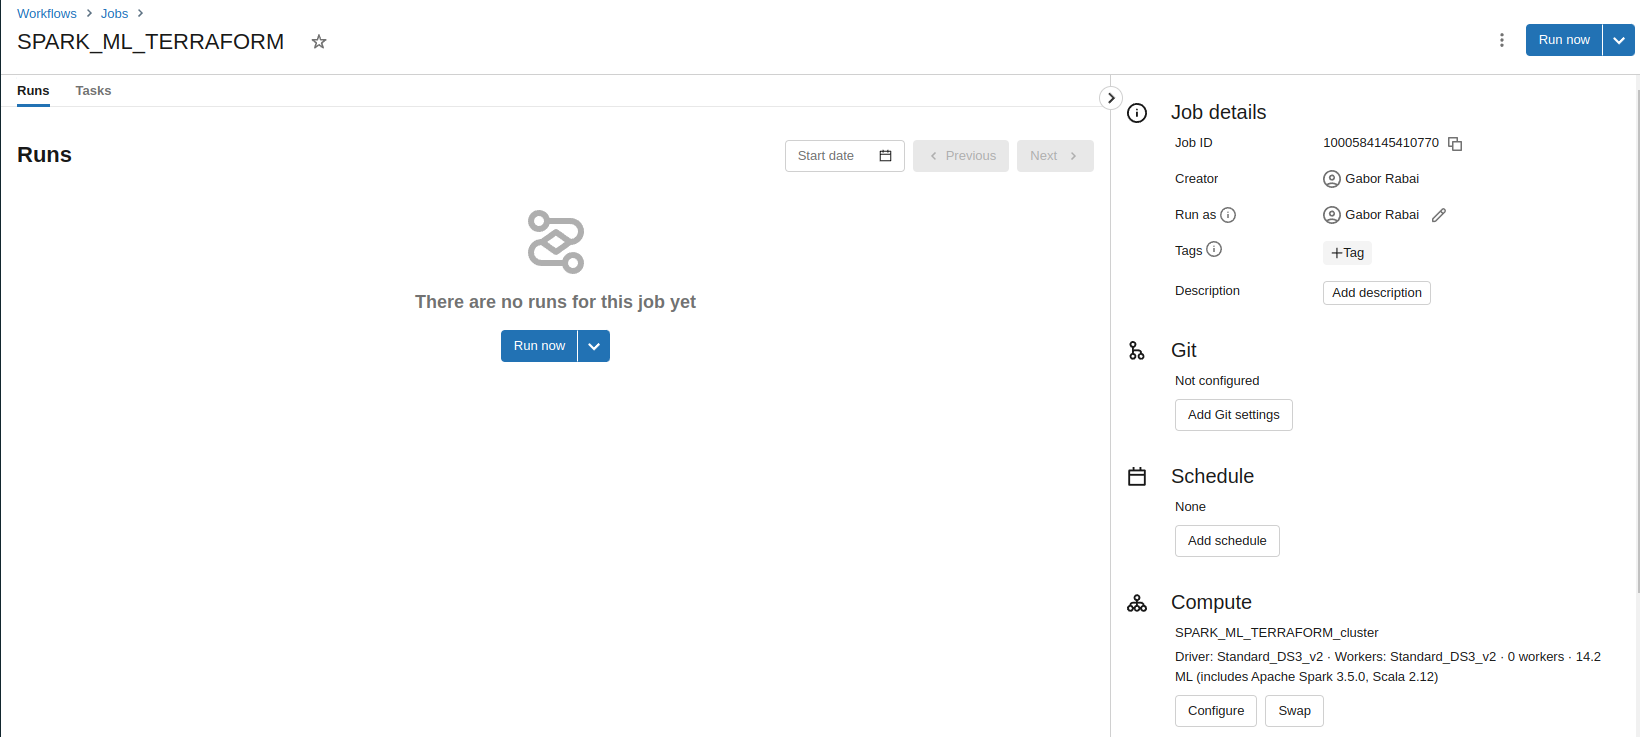 Workflows > Jobs >
SPARK_ML_TERRAFORM
Run now
Runs Tasks
Runs
Start date
Previous
Next
There are no runs for this job yet
Run now
Job details
Job ID 1000584145410770
Creator Gabor Rabai
Run as Gabor Rabai
Tags +Tag
Description Add description
Git
Not configured
Add Git settings
Schedule
None
Add schedule
Compute
SPARK_ML_TERRAFORM_cluster
Driver: Standard_DS3_v2 · Workers: Standard_DS3_v2 · 0 workers · 14.2
ML (includes Apache Spark 3.5.0, Scala 2.12)
Configure Swap